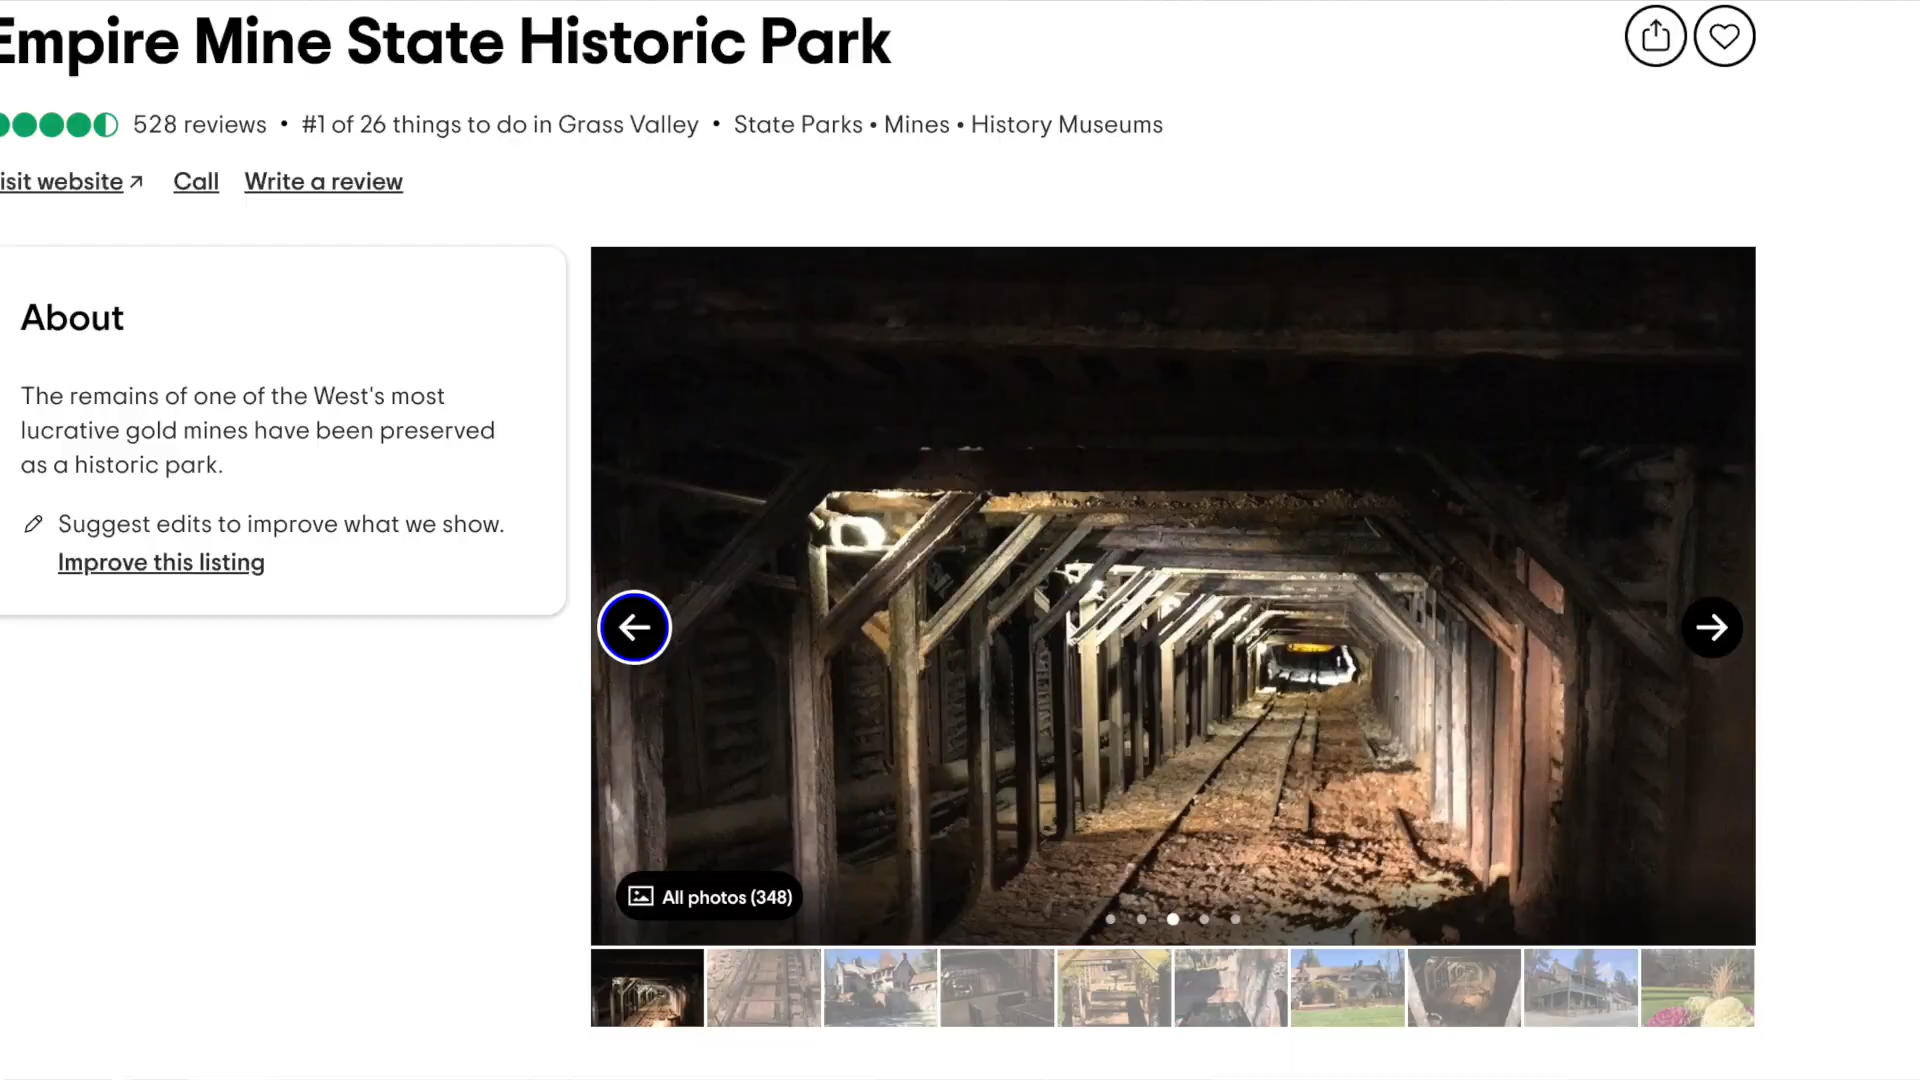 Empire Mine State Historic Park
528 reviews • #1 of 26 things to do in Grass Valley • State Parks • Mines • History Museums
isit website Call Write a review
About
The remains of one of the West's most
lucrative gold mines have been preserved
as a historic park.
Suggest edits to improve what we show.
Improve this listing
All photos (348)